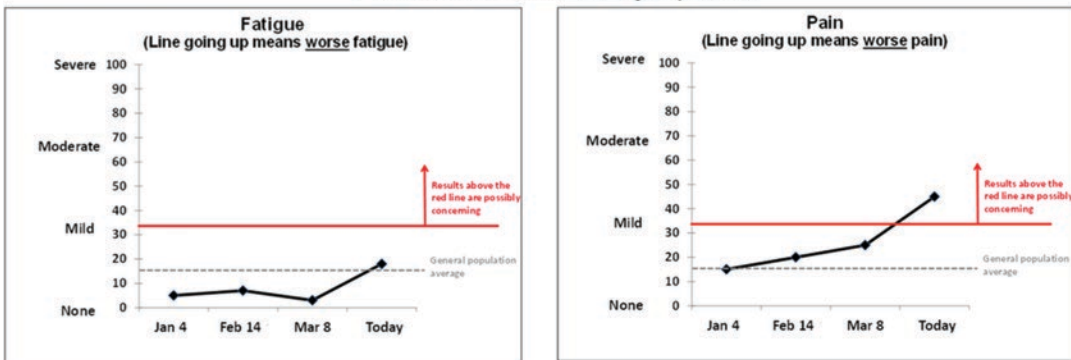 Fatigue
(Line going up means worse fatigue)
Severe
100
90
80
Moderate
70
60
50
40
Mild
30
20
10
None
0
Results above the
red line are possibly
concerning
General population
average
Jan 4
Feb 14
Mar 8
Today
Pain
(Line going up means worse pain)
Severe
100
90
80
Moderate
70
60
50
40
Mild
30
20
10
None
0
Results above the
red line are possibly
concerning
General population
average
Jan 4
Feb 14
Mar 8
Today